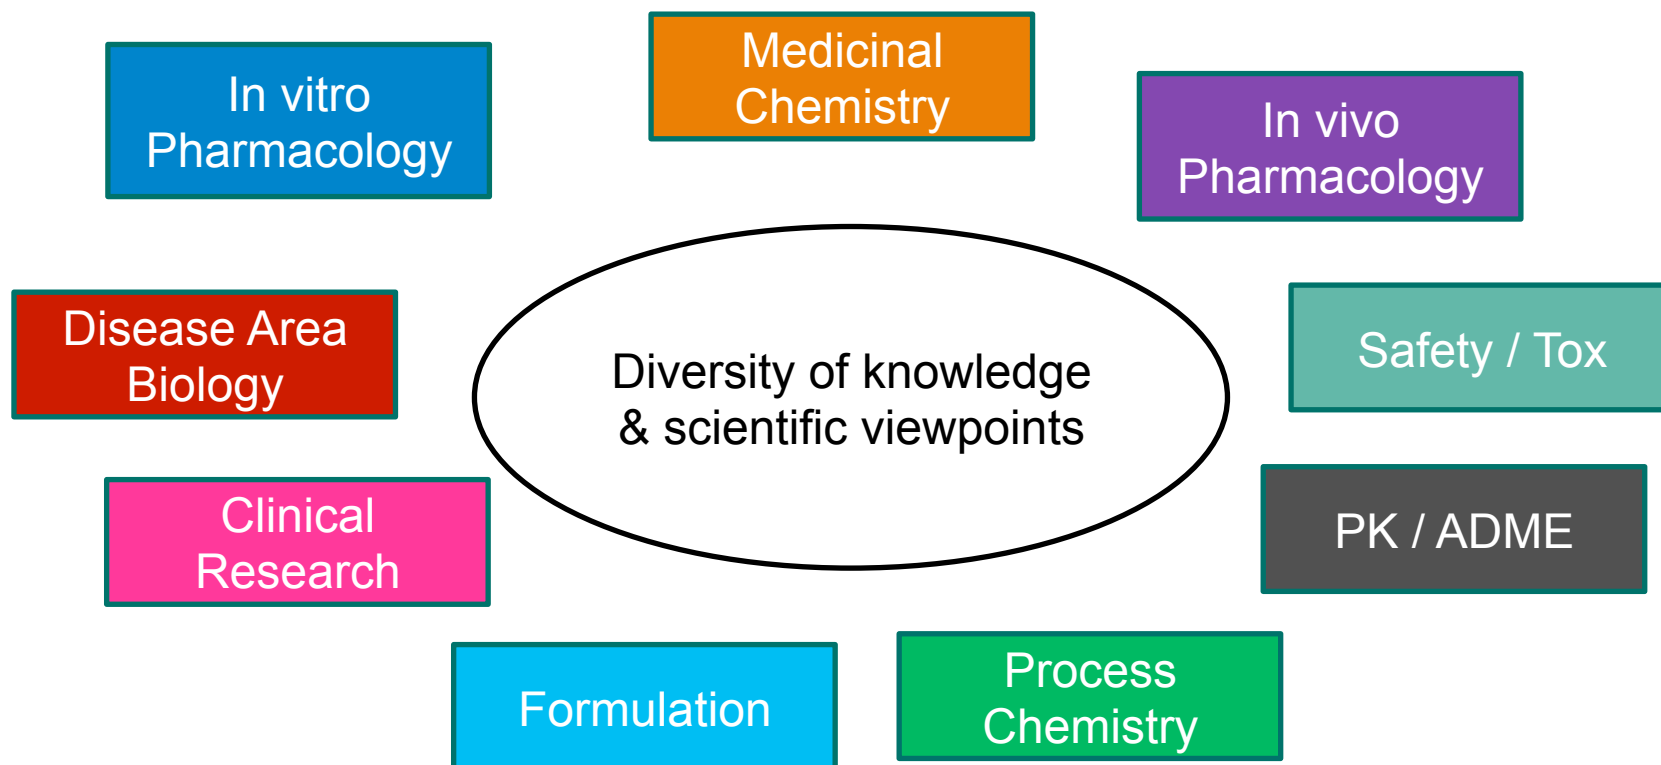 Medicinal
Chemistry
In vitro
Pharmacology
In vivo
Pharmacology
Disease Area
Biology
Diversity of knowledge
& scientific viewpoints
Safety / Tox
Clinical
Research
PK / ADME
Formulation
Process
Chemistry